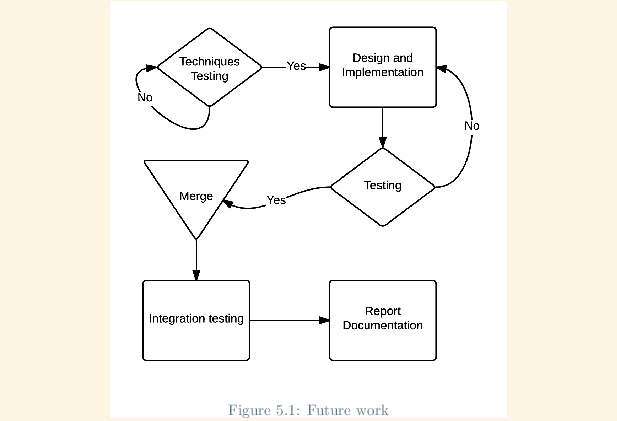 Techniques
Testing
Yes
Design and
Implementation
No
No
Testing
Yes
Merge
Integration testing
Report
Documentation
Figure 5.1: Future work